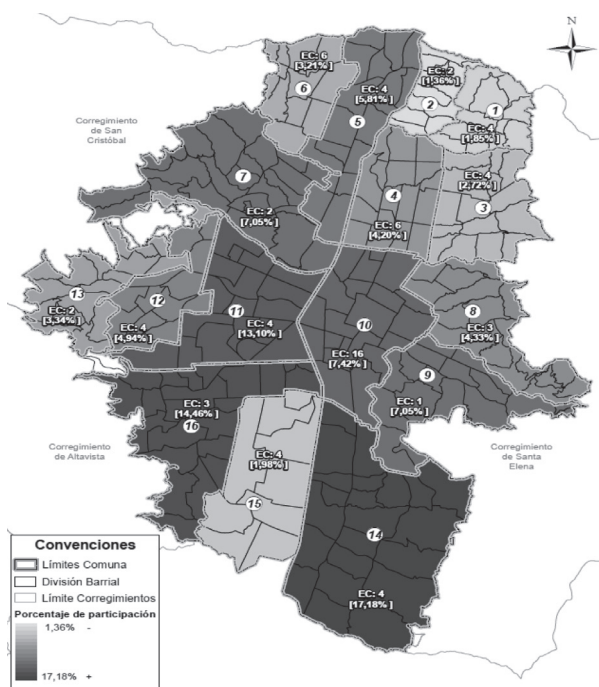 N
EC: 6
[3,21% ]
6
EC: 4
[5,81% ]
5
EC: 2
[1,36% ]
2
1
EC: 4
[1,85% ]
Corregimiento
de San
Cristóbal
7
EC: 2
[7,05% ]
4
EC: 6
[4,20% ]
EC: 4
[2,72% ]
3
13
EC: 2
[3,34% ]
12
EC: 4
[4,94% ]
11
EC: 4
[13,10% ]
10
EC: 16
[7,42% ]
8
EC: 3
[4,33% ]
9
EC: 1
[7,05% ]
EC: 3
[14,46% ]
16
EC: 4
[1,98% ]
15
Corregimiento
de Altavista
Corregimiento
de Santa
Elena
14
EC: 4
[17,18% ]
Convenciones
Límites Comuna
División Barrial
Límite Corregimientos
Porcentaje de participación
1,36% -
17,18% +